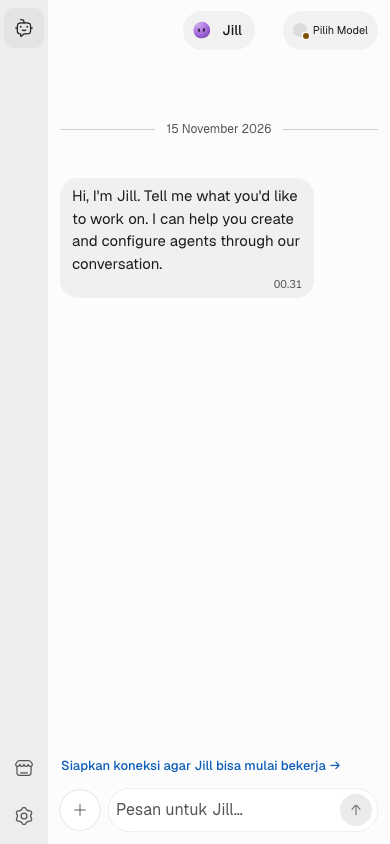 Jill
Pilih Model
15 November 2026
Hi, I'm Jill. Tell me what you'd like
to work on. I can help you create
and configure agents through our
conversation.
00.31
Siapkan koneksi agar Jill bisa mulai bekerja →
Pesan untuk Jill...